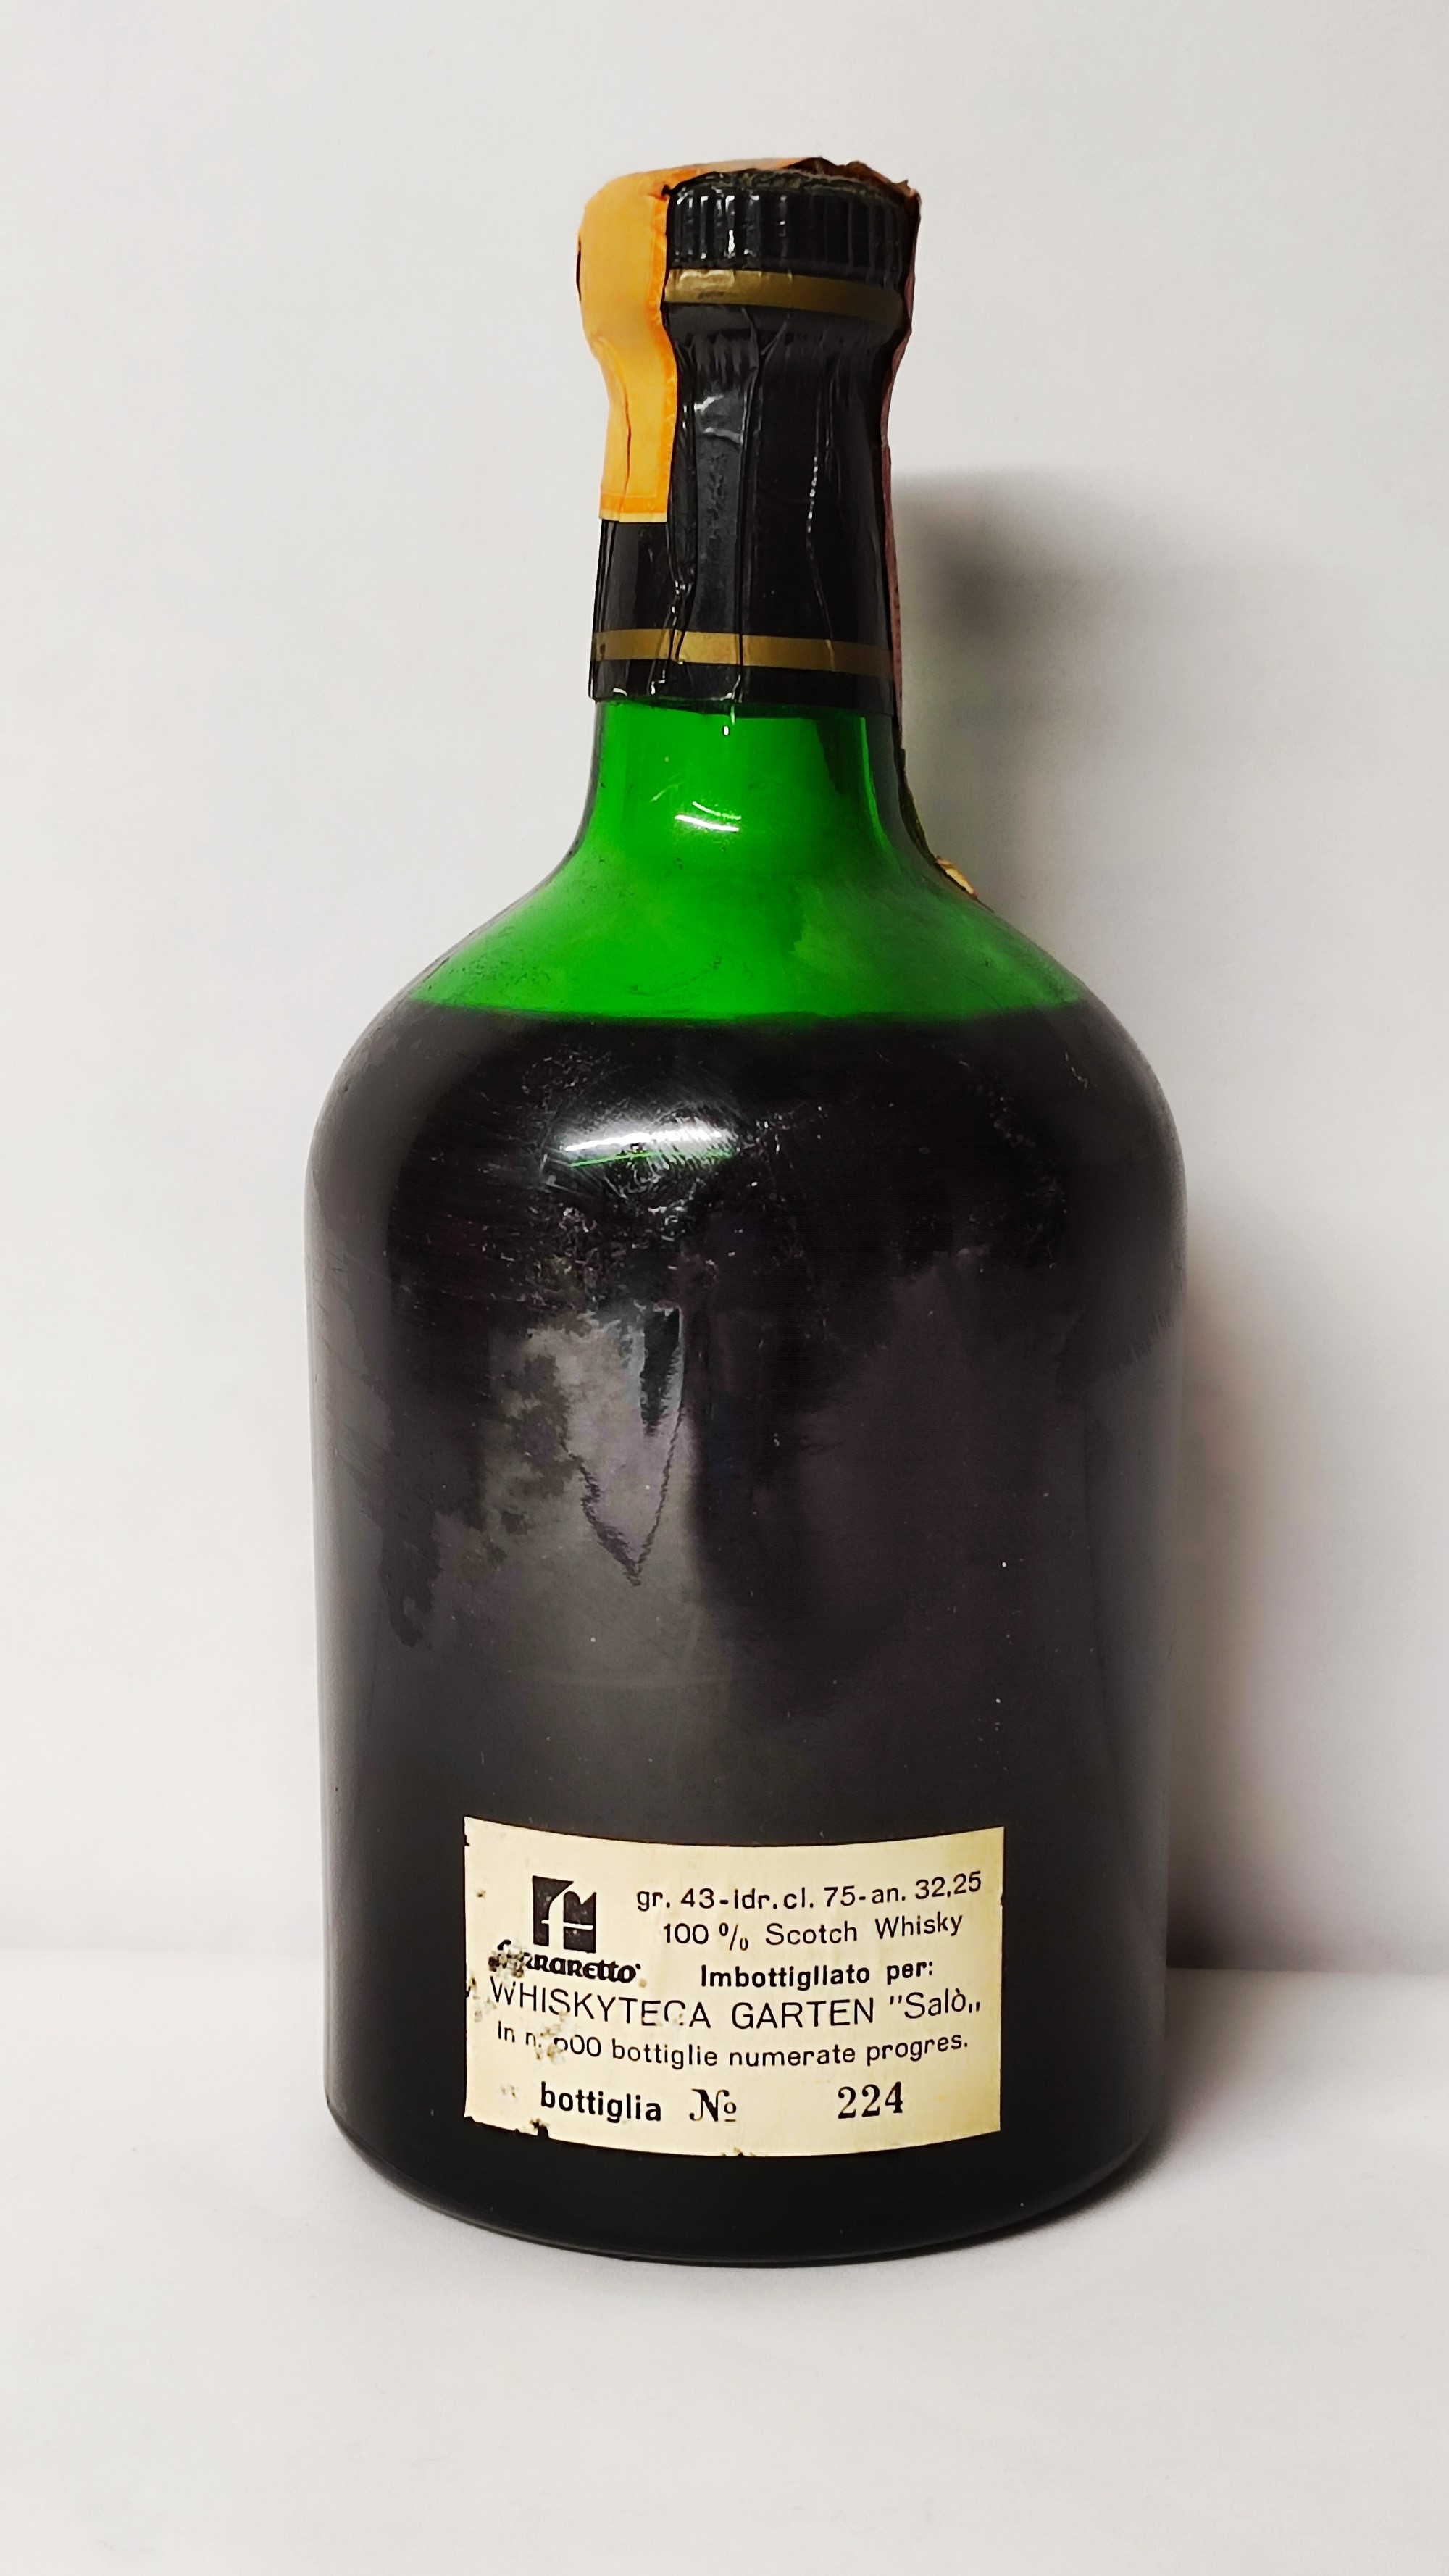 gr. 43-idr. cl. 75-an. 32,25
100 % Scotch Whisky
Imbottigliato per:
WHISKYTECA GARTEN "Salò„
in n. bottiglie numerate progres.
bottiglia № 224